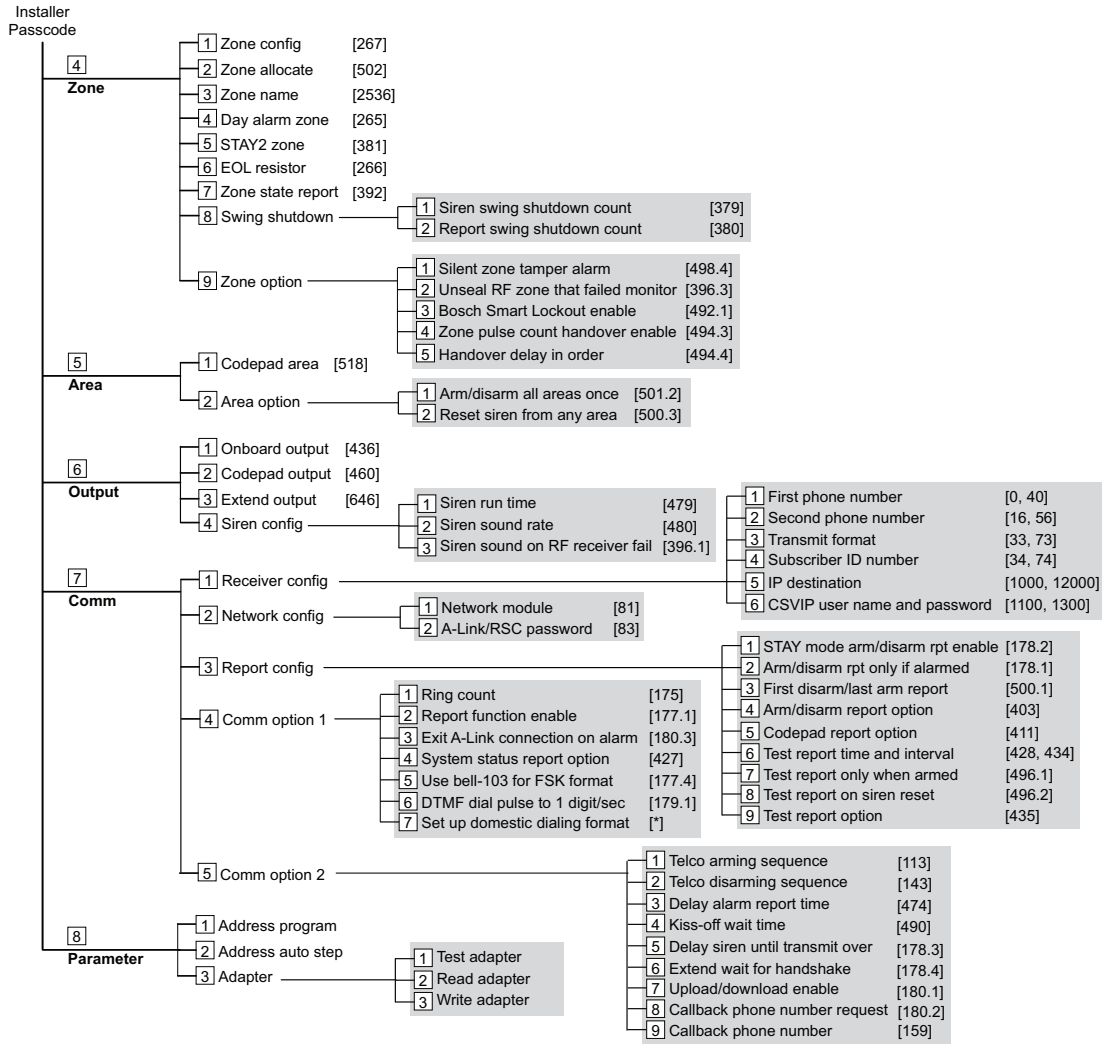 Installer
Passcode
4
Zone
1 Zone config [267]
2 Zone allocate [502]
3 Zone name [2536]
4 Day alarm zone [265]
5 STAY2 zone [381]
6 EOL resistor [266]
7 Zone state report [392]
8 Swing shutdown
1 Siren swing shutdown count [379]
2 Report swing shutdown count [380]
9 Zone option
1 Silent zone tamper alarm [498.4]
2 Unseal RF zone that failed monitor [396.3]
3 Bosch Smart Lockout enable [492.1]
4 Zone pulse count handover enable [494.3]
5 Handover delay in order [494.4]
5
Area
1 Codepad area [518]
2 Area option
1 Arm/disarm all areas once [501.2]
2 Reset siren from any area [500.3]
6
Output
1 Onboard output [436]
2 Codepad output [460]
3 Extend output [646]
4 Siren config
1 Siren run time [479]
2 Siren sound rate [480]
3 Siren sound on RF receiver fail [396.1]
7
Comm
1 Receiver config
1 First phone number [0, 40]
2 Second phone number [16, 56]
3 Transmit format [33, 73]
4 Subscriber ID number [34, 74]
5 IP destination [1000, 12000]
6 CSVIP user name and password [1100, 1300]
2 Network config
1 Network module [81]
2 A-Link/RSC password [83]
3 Report config
1 STAY mode arm/disarm rpt enable [178.2]
2 Arm/disarm rpt only if alarmed [178.1]
3 First disarm/last arm report [500.1]
4 Arm/disarm report option [403]
5 Codepad report option [411]
6 Test report time and interval [428, 434]
7 Test report only when armed [496.1]
8 Test report on siren reset [496.2]
9 Test report option [435]
4 Comm option 1
1 Ring count [175]
2 Report function enable [177.1]
3 Exit A-Link connection on alarm [180.3]
4 System status report option [427]
5 Use bell-103 for FSK format [177.4]
6 DTMF dial pulse to 1 digit/sec [179.1]
7 Set up domestic dialing format [*]
5 Comm option 2
1 Telco arming sequence [113]
2 Telco disarming sequence [143]
3 Delay alarm report time [474]
4 Kiss-off wait time [490]
5 Delay siren until transmit over [178.3]
6 Extend wait for handshake [178.4]
7 Upload/download enable [180.1]
8 Callback phone number request [180.2]
9 Callback phone number [159]
8
Parameter
1 Address program
2 Address auto step
3 Adapter
1 Test adapter
2 Read adapter
3 Write adapter